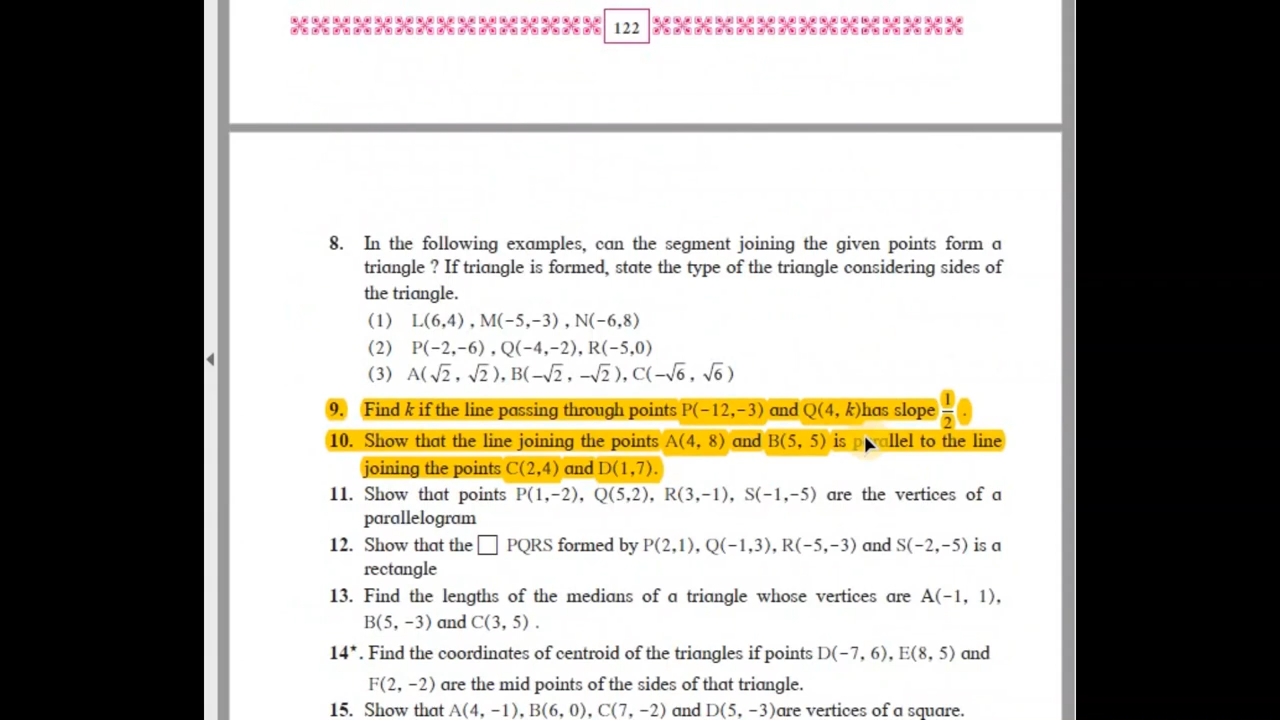 122
8. In the following examples, can the segment joining the given points form a
triangle ? If triangle is formed, state the type of the triangle considering sides of
the triangle.
(1) L(6,4) , M(−5,−3) , N(−6,8)
(2) P(−2,−6) , Q(−4,−2), R(−5,0)
(3) A(√2 , √2 ), B(−√2 , −√2 ), C(−√6 , √6 )
9. Find k if the line passing through points P(−12,−3) and Q(4, k)has slope 1/2 .
10. Show that the line joining the points A(4, 8) and B(5, 5) is parallel to the line
joining the points C(2,4) and D(1,7).
11. Show that points P(1,−2), Q(5,2), R(3,−1), S(−1,−5) are the vertices of a
parallelogram
12. Show that the □ PQRS formed by P(2,1), Q(−1,3), R(−5,−3) and S(−2,−5) is a
rectangle
13. Find the lengths of the medians of a triangle whose vertices are A(−1, 1),
B(5, −3) and C(3, 5) .
14*. Find the coordinates of centroid of the triangles if points D(−7, 6), E(8, 5) and
F(2, −2) are the mid points of the sides of that triangle.
15. Show that A(4, −1), B(6, 0), C(7, −2) and D(5, −3)are vertices of a square.